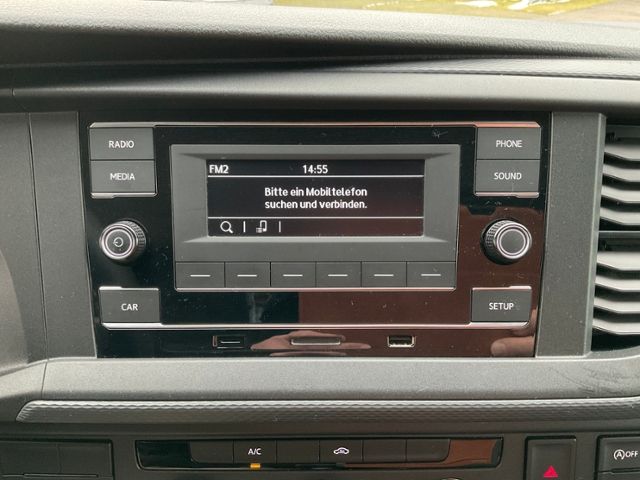 RADIO
PHONE
MEDIA
SOUND
FM2 14:55
Bitte ein Mobiltelefon
suchen und verbinden.
CAR
SETUP
A/C
A OFF